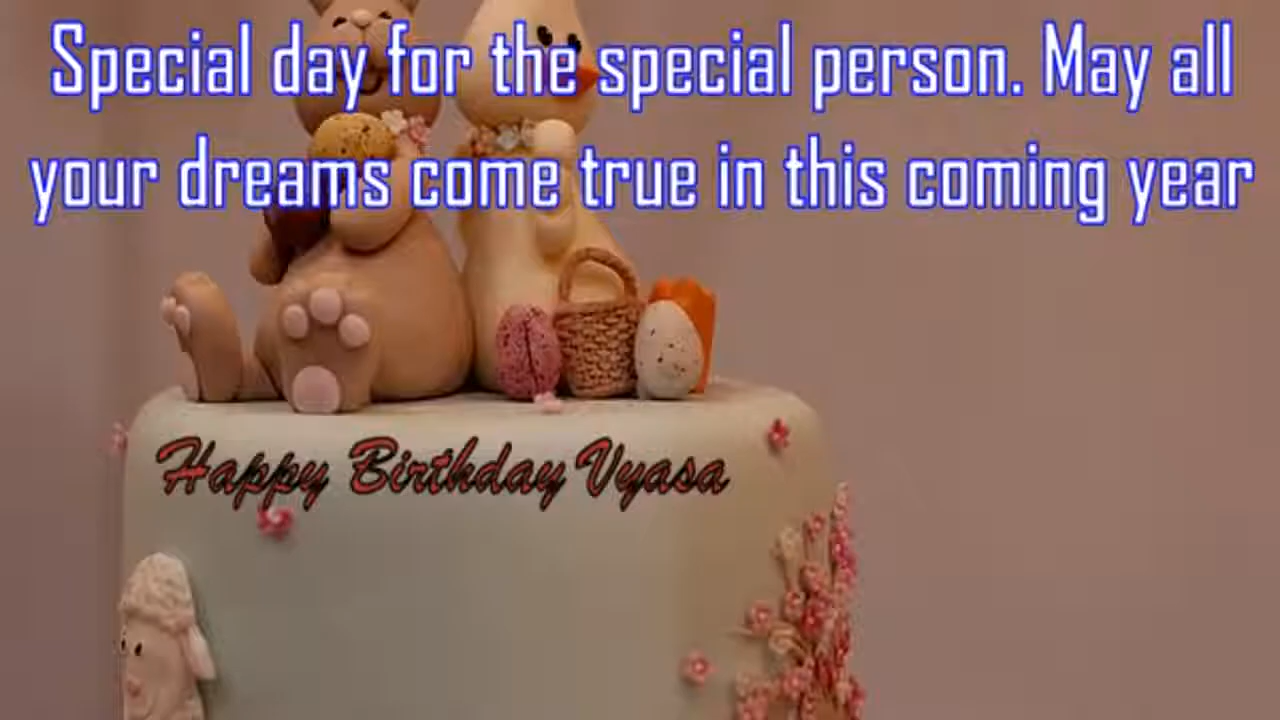 Special day for the special person. May all
your dreams come true in this coming year
Happy Birthday Vyasa